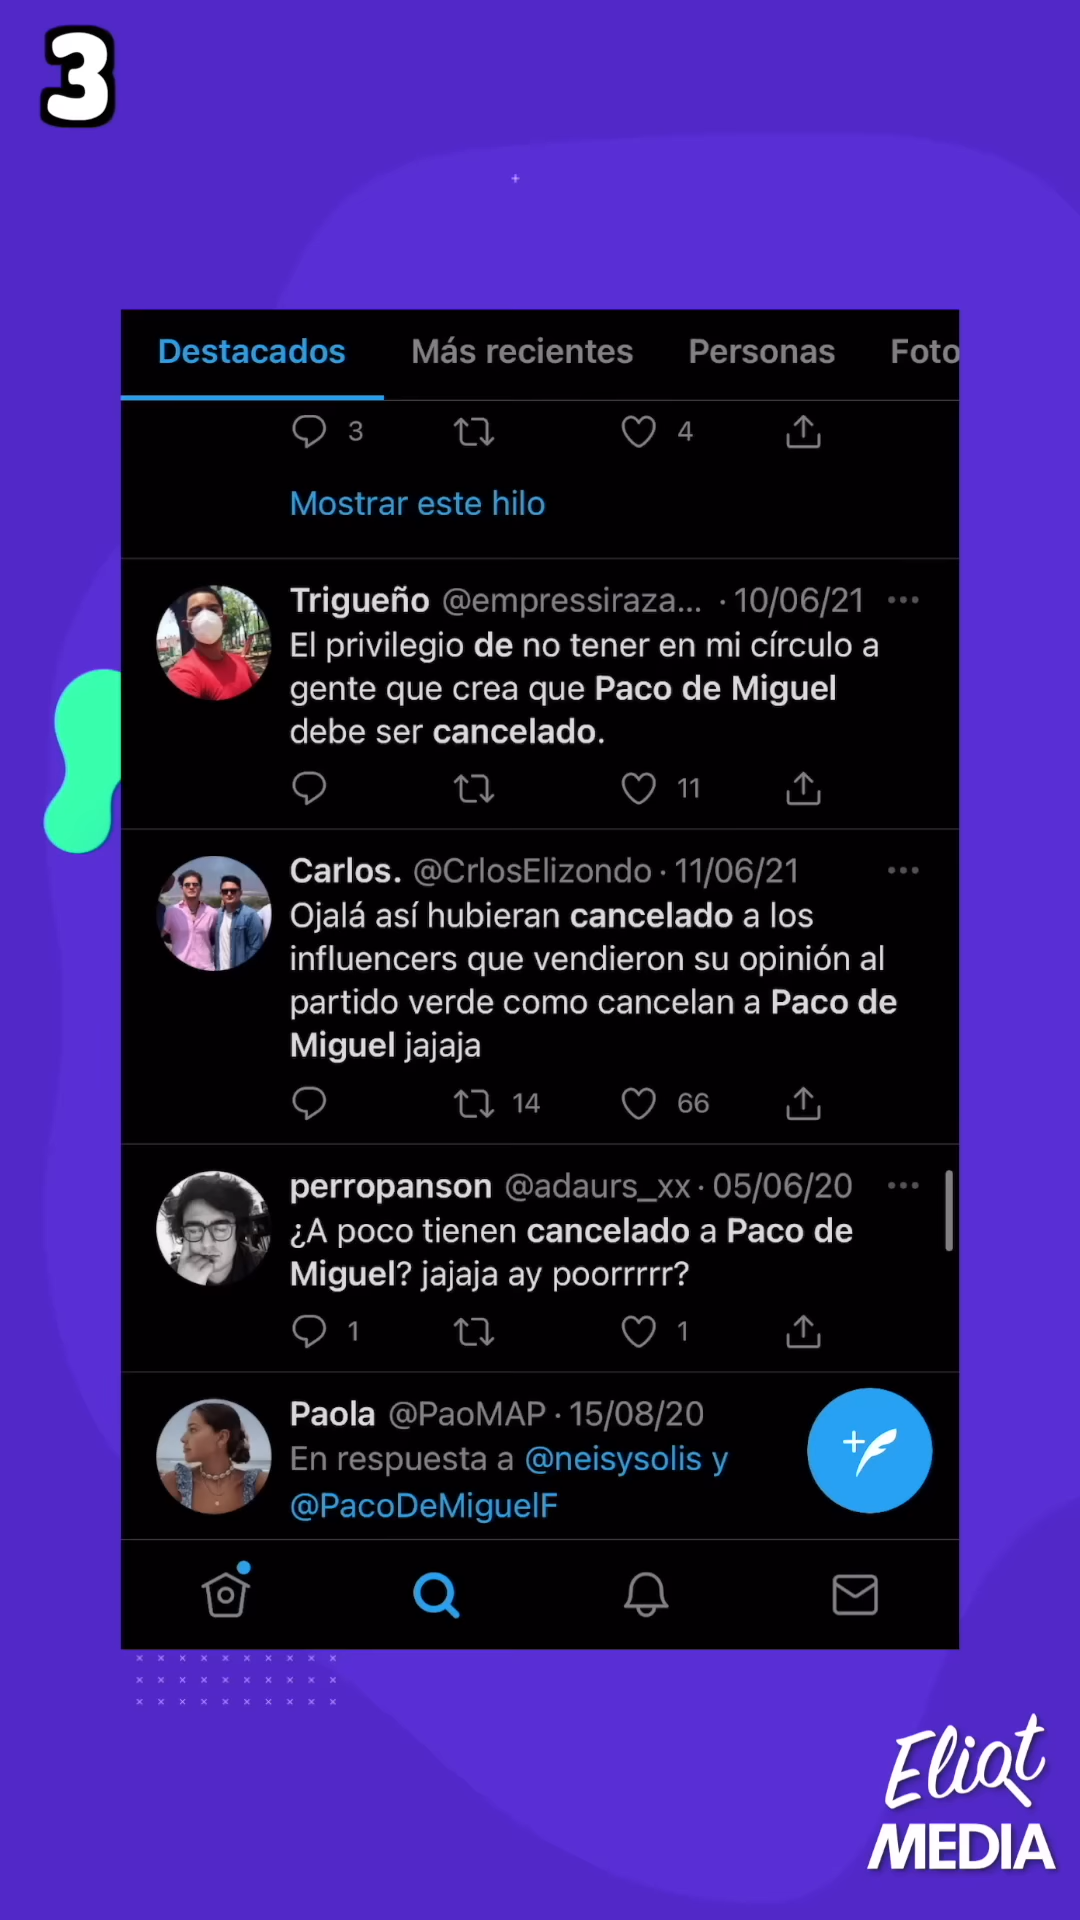 3
Destacados Más recientes Personas Foto
3 4
Mostrar este hilo
Trigueño @empressiraza... · 10/06/21
El privilegio de no tener en mi círculo a
gente que crea que Paco de Miguel
debe ser cancelado.
11
Carlos. @CrlosElizondo · 11/06/21
Ojalá así hubieran cancelado a los
influencers que vendieron su opinión al
partido verde como cancelan a Paco de
Miguel jajaja
14 66
perropanson @adaurs_xx · 05/06/20
¿A poco tienen cancelado a Paco de
Miguel? jajaja ay poorrrrr?
1 1
Paola @PaoMAP · 15/08/20
En respuesta a @neisysolis y
@PacoDeMiguelF
Eliot
MEDIA